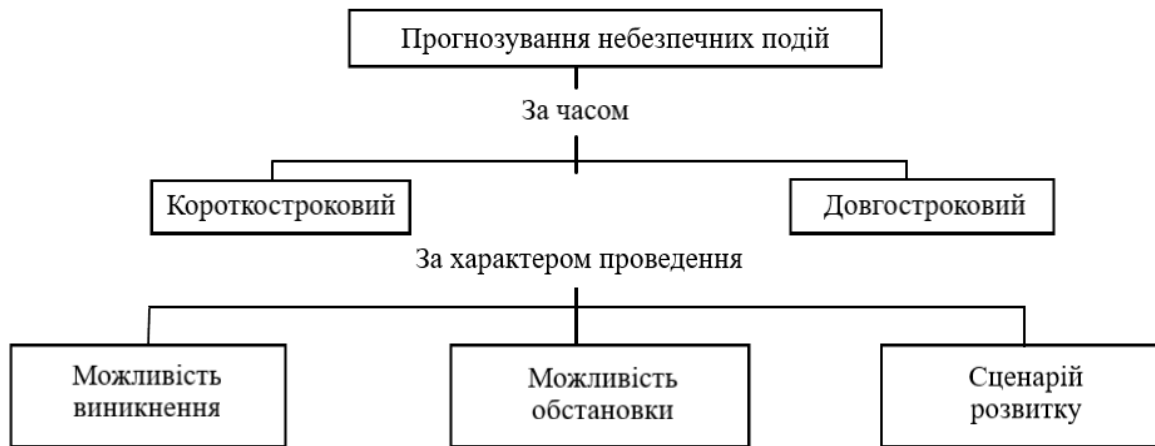 Прогнозування небезпечних подій
За часом
Короткостроковий
Довгостроковий
За характером проведення
Можливість
виникнення
Можливість
обстановки
Сценарій
розвитку